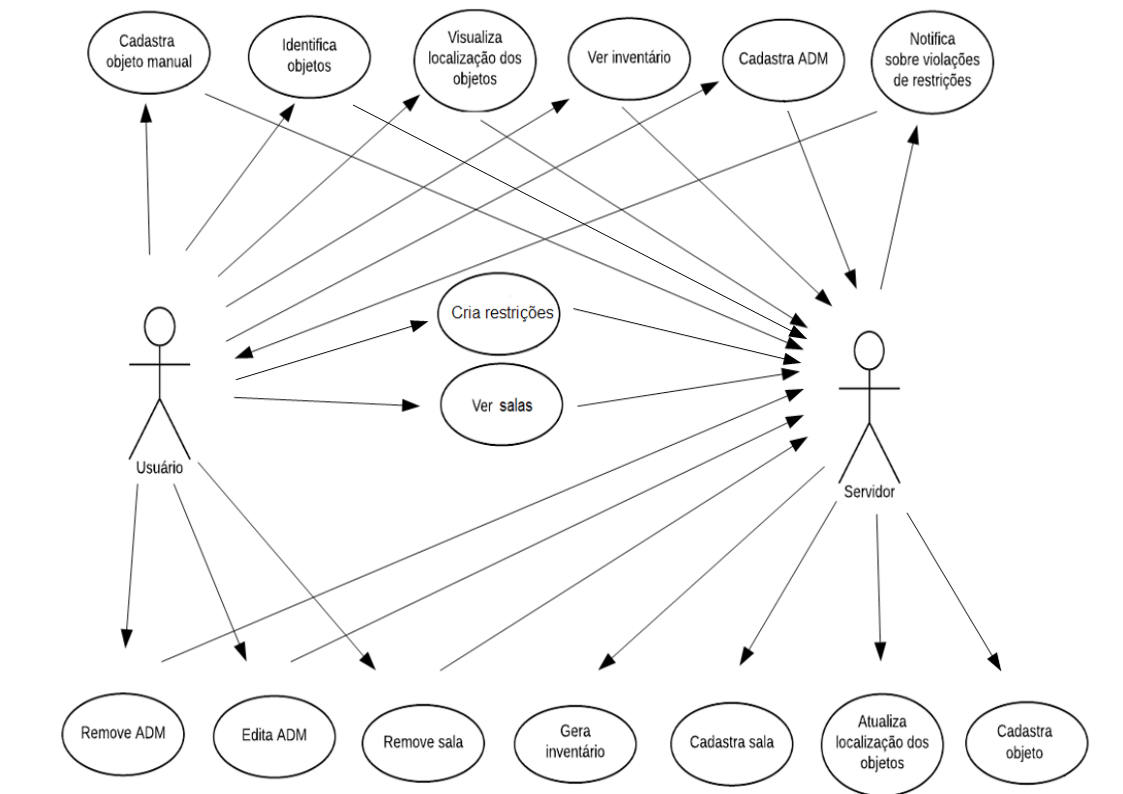 Cadastra
objeto manual
Identifica
objetos
Visualiza
localização dos
objetos
Ver inventário
Cadastra ADM
Notifica
sobre violações
de restrições
Cria restrições
Ver salas
Usuário
Servidor
Remove ADM
Edita ADM
Remove sala
Gera
inventário
Cadastra sala
Atualiza
localização dos
objetos
Cadastra
objeto